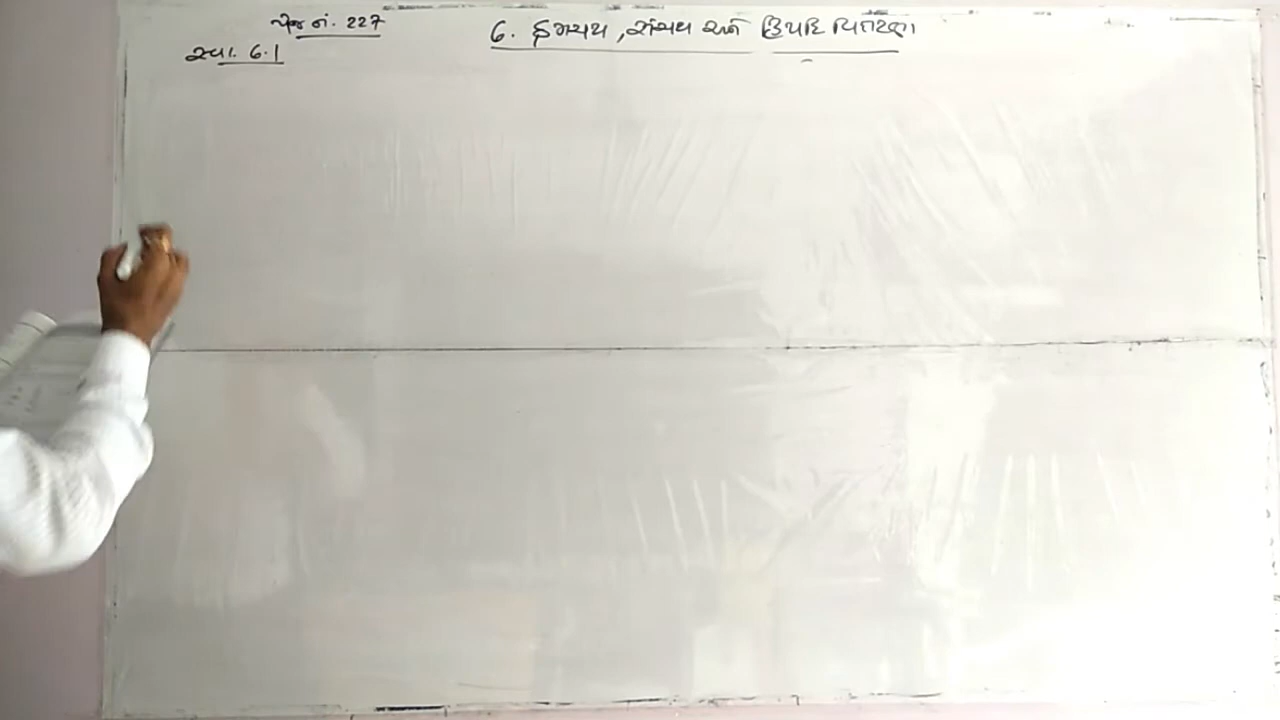 પેજ નં. 227
6. ક્રમચય, સંચય અને દ્વિપદિ વિતરણ
સ્વા. 6.1